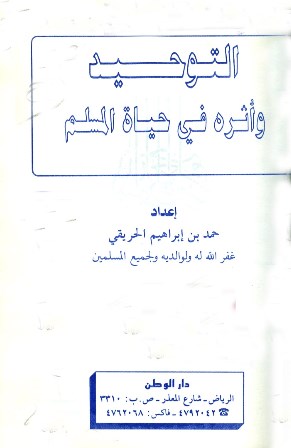 التوحيد
وأثره في حياة المسلم
إعداد
حمد بن إبراهيم الحريقي
غفر الله له ولوالديه ولجميع المسلمين
دار الوطن
الرياض ـ شارع المعذر ـ ص . ب : ٣٣١٠
☎ ٤٧٩٢٠٤٢ ـ فاكس : ٤٧٦٢٠٦٨